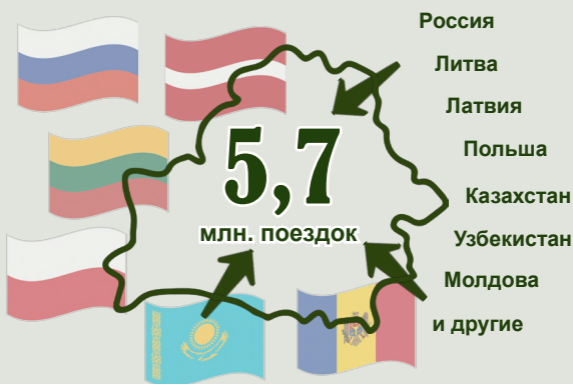 Россия
Литва
Латвия
Польша
Казахстан
Узбекистан
Молдова
и другие
5,7
млн. поездок